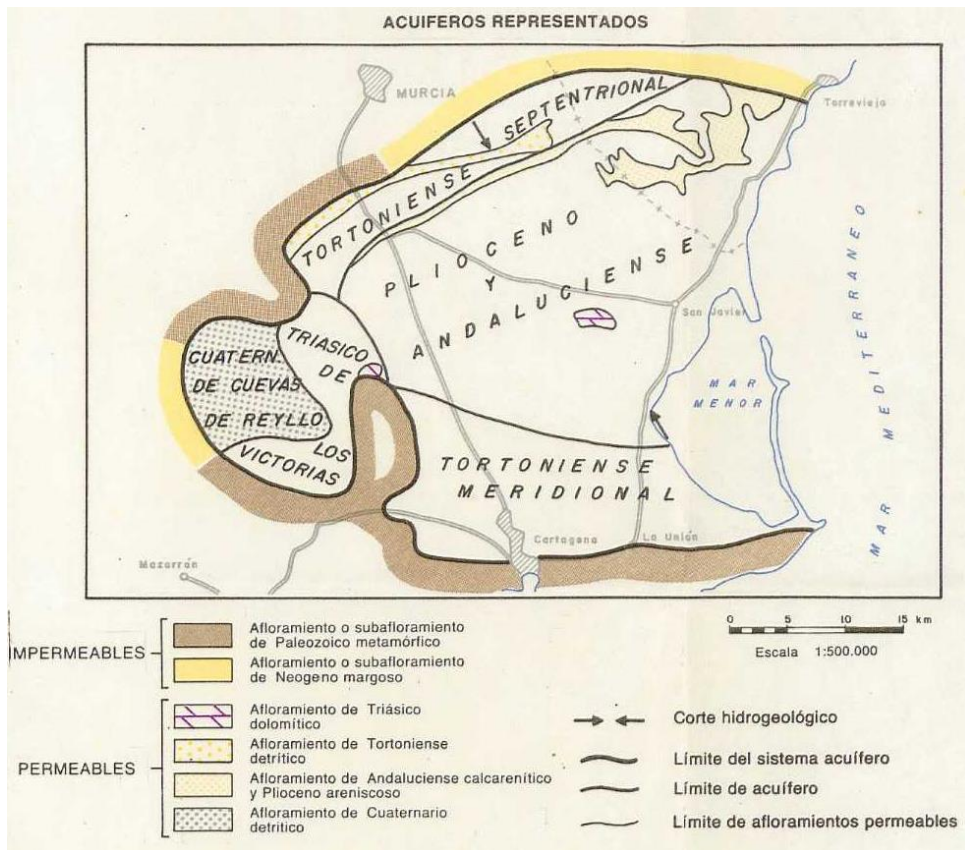 ACUIFEROS REPRESENTADOS
MURCIA
Torrevieja
SEPTENTRIONAL
TORTONIENSE
PLIOCENO
Y
ANDALUCIENSE
San Javier
MAR
MENOR
MAR MEDITERRANEO
TRIASICO
DE
LOS
VICTORIAS
CUATERN.
DE CUEVAS
DE REYLLO
TORTONIENSE
MERIDIONAL
Cartagena
La Unión
Mazarrón
0 5 10 15 km
Escala 1:500.000
IMPERMEABLES
Afloramiento o subafloramiento
de Paleozoico metamórfico
Afloramiento o subafloramiento
de Neogeno margoso
PERMEABLES
Afloramiento de Triásico
dolomítico
Afloramiento de Tortoniense
detrítico
Afloramiento de Andaluciense calcarenítico
y Plioceno areniscoso
Afloramiento de Cuaternario
detrítico
Corte hidrogeológico
Límite del sistema acuífero
Límite de acuífero
Límite de afloramientos permeables